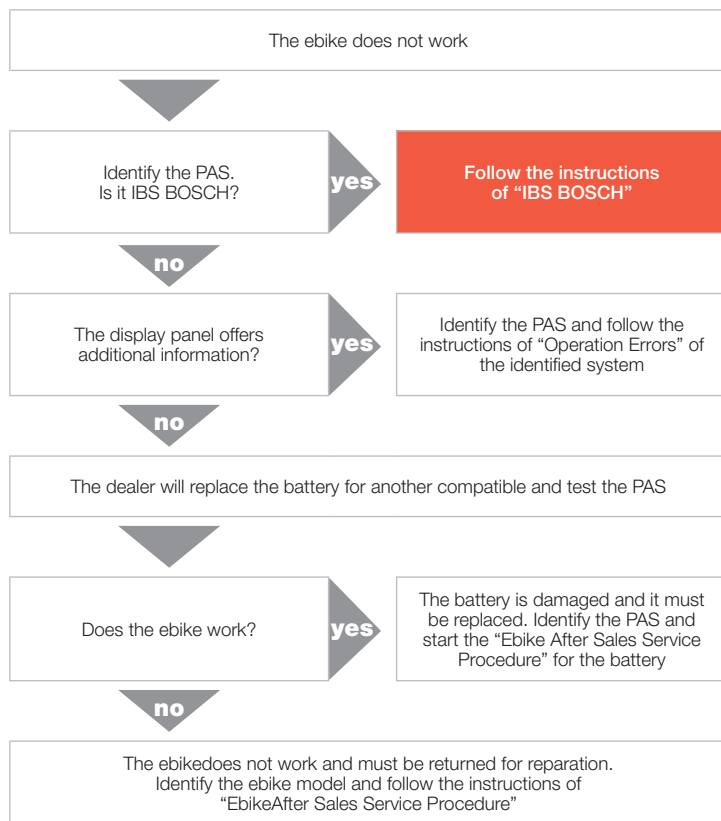 The ebike does not work
Identify the PAS.
Is it IBS BOSCH?
yes
Follow the instructions
of “IBS BOSCH”
no
The display panel offers
additional information?
yes
Identify the PAS and follow the
instructions of “Operation Errors” of
the identified system
no
The dealer will replace the battery for another compatible and test the PAS
Does the ebike work?
yes
The battery is damaged and it must
be replaced. Identify the PAS and
start the “Ebike After Sales Service
Procedure” for the battery
no
The ebikedoes not work and must be returned for reparation.
Identify the ebike model and follow the instructions of
“EbikeAfter Sales Service Procedure”